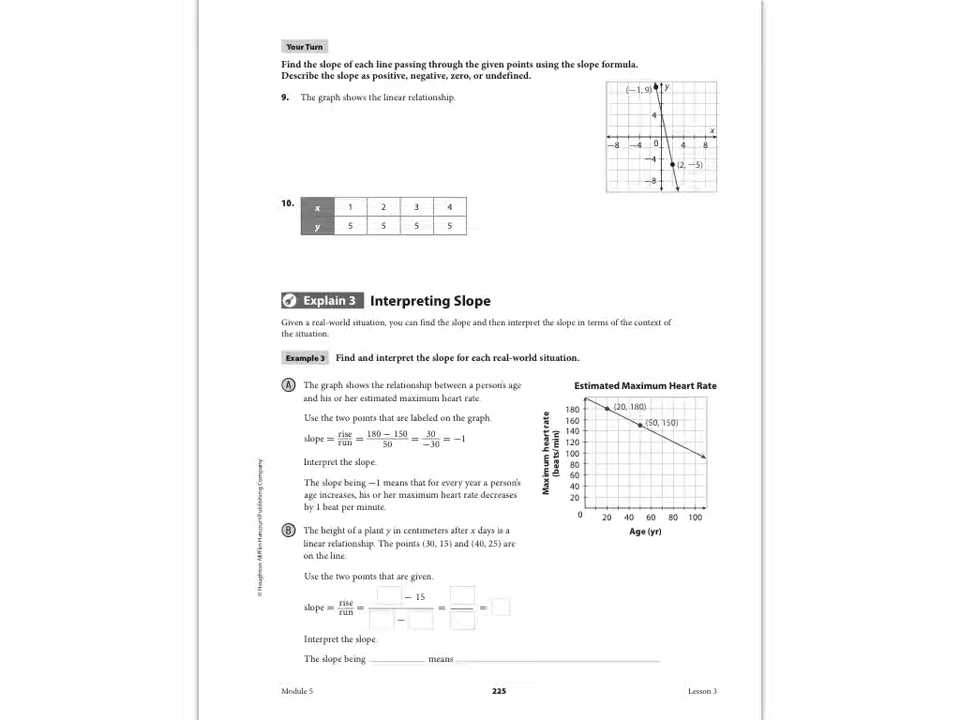 Your Turn
Find the slope of each line passing through the given points using the slope formula.
Describe the slope as positive, negative, zero, or undefined.
9. The graph shows the linear relationship.
(−1, 9) y
4
x
−8 −4 0 4 8
−4
(2, −5)
−8
10. x 1 2 3 4
y 5 5 5 5
Explain 3 Interpreting Slope
Given a real-world situation, you can find the slope and then interpret the slope in terms of the context of
the situation.
Example 3 Find and interpret the slope for each real-world situation.
A The graph shows the relationship between a person's age
and his or her estimated maximum heart rate.
Use the two points that are labeled on the graph
slope = rise/run = 180 − 150/50 = 30/−30 = −1
Interpret the slope.
The slope being −1 means that for every year a person's
age increases, his or her maximum heart rate decreases
by 1 beat per minute.
Estimated Maximum Heart Rate
Maximum heart rate
(beats/min)
180
160
140
120
100
80
60
40
20
(20, 180)
(50, 150)
0 20 40 60 80 100
Age (yr)
B The height of a plant y in centimeters after x days is a
linear relationship. The points (30, 15) and (40, 25) are
on the line.
Use the two points that are given.
slope = rise/run = − 15/− = =
Interpret the slope.
The slope being ________ means ________
© Houghton Mifflin Harcourt Publishing Company
Module 5 225 Lesson 3